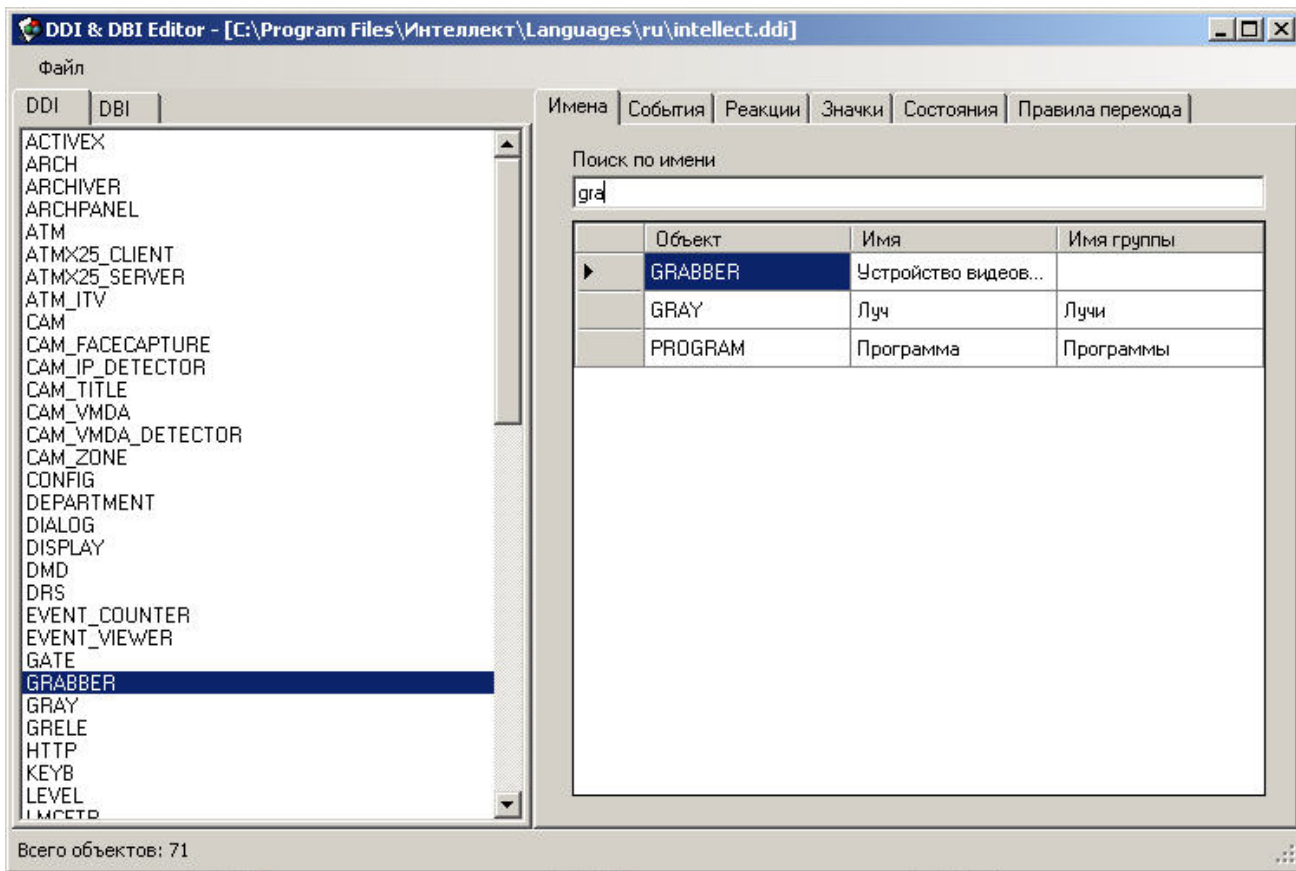 DDI & DBI Editor - [C:\Program Files\Интеллект\Languages\ru\intellect.ddi]
Файл
DDI DBI
ACTIVEX
ARCH
ARCHIVER
ARCHPANEL
ATM
ATMX25_CLIENT
ATMX25_SERVER
ATM_ITV
CAM
CAM_FACECAPTURE
CAM_IP_DETECTOR
CAM_TITLE
CAM_VMDA
CAM_VMDA_DETECTOR
CAM_ZONE
CONFIG
DEPARTMENT
DIALOG
DISPLAY
DMD
DRS
EVENT_COUNTER
EVENT_VIEWER
GATE
GRABBER
GRAY
GRELE
HTTP
KEYB
LEVEL
Имена События Реакции Значки Состояния Правила перехода
Поиск по имени
gra
Объект Имя Имя группы
GRABBER Устройство видеов...
GRAY Луч Лучи
PROGRAM Программа Программы
Всего объектов: 71